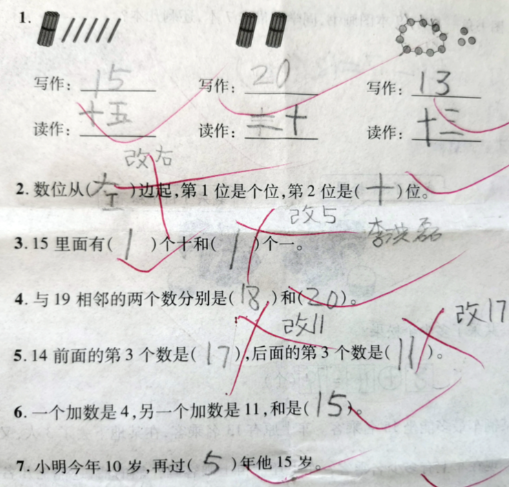 1.
写作: 15 写作: 20 写作: 13
读作: 十五 读作: 二十 读作: 十三
改右
2. 数位从( )边起,第1位是个位,第2位是(十)位。
改5 李洪磊
3. 15里面有(1)个十和(1)个一。
4. 与19相邻的两个数分别是(18)和(20)。
改11 改17
5. 14前面的第3个数是(17),后面的第3个数是(11)。
6. 一个加数是4,另一个加数是11,和是(15)。
7. 小明今年10岁,再过(5)年他15岁。